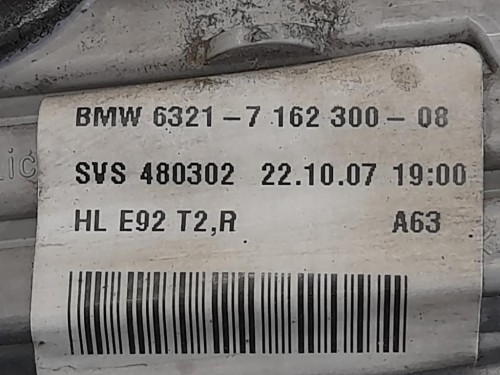 BMW 6321-7 162 300-08
SVS 480302 22.10.07 19:00
HL E92 T2,R A63